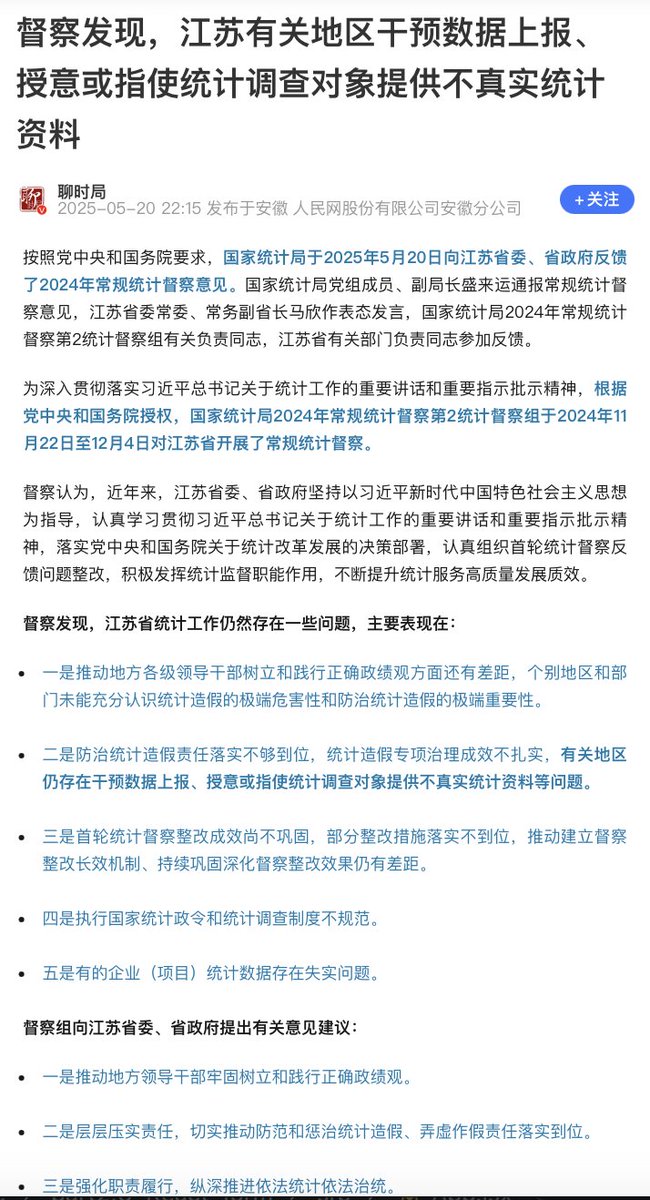 督察发现，江苏有关地区干预数据上报、
授意或指使统计调查对象提供不真实统计
资料
聊时局
2025-05-20 22:15 发布于安徽 人民网股份有限公司安徽分公司
+关注
按照党中央和国务院要求，国家统计局于2025年5月20日向江苏省委、省政府反馈
了2024年常规统计督察意见。国家统计局党组成员、副局长盛来运通报常规统计督
察意见，江苏省委常委、常务副省长马欣作表态发言，国家统计局2024年常规统计
督察第2统计督察组有关负责同志，江苏省有关部门负责同志参加反馈。
为深入贯彻落实习近平总书记关于统计工作的重要讲话和重要指示批示精神，根据
党中央和国务院授权，国家统计局2024年常规统计督察第2统计督察组于2024年11
月22日至12月4日对江苏省开展了常规统计督察。
督察认为，近年来，江苏省委、省政府坚持以习近平新时代中国特色社会主义思想
为指导，认真学习贯彻习近平总书记关于统计工作的重要讲话和重要指示批示精
神，落实党中央和国务院关于统计改革发展的决策部署，认真组织首轮统计督察反
馈问题整改，积极发挥统计监督职能作用，不断提升统计服务高质量发展质效。
督察发现，江苏省统计工作仍然存在一些问题，主要表现在：
• 一是推动地方各级领导干部树立和践行正确政绩观方面还有差距，个别地区和部
门未能充分认识统计造假的极端危害性和防治统计造假的极端重要性。
• 二是防治统计造假责任落实不够到位，统计造假专项治理成效不扎实，有关地区
仍存在干预数据上报、授意或指使统计调查对象提供不真实统计资料等问题。
• 三是首轮统计督察整改成效尚不巩固，部分整改措施落实不到位，推动建立督察
整改长效机制、持续巩固深化督察整改效果仍有差距。
• 四是执行国家统计政令和统计调查制度不规范。
• 五是有的企业（项目）统计数据存在失实问题。
督察组向江苏省委、省政府提出有关意见建议：
• 一是推动地方领导干部牢固树立和践行正确政绩观。
• 二是层层压实责任，切实推动防范和惩治统计造假、弄虚作假责任落实到位。
• 三是强化职责履行，纵深推进依法统计依法治统。